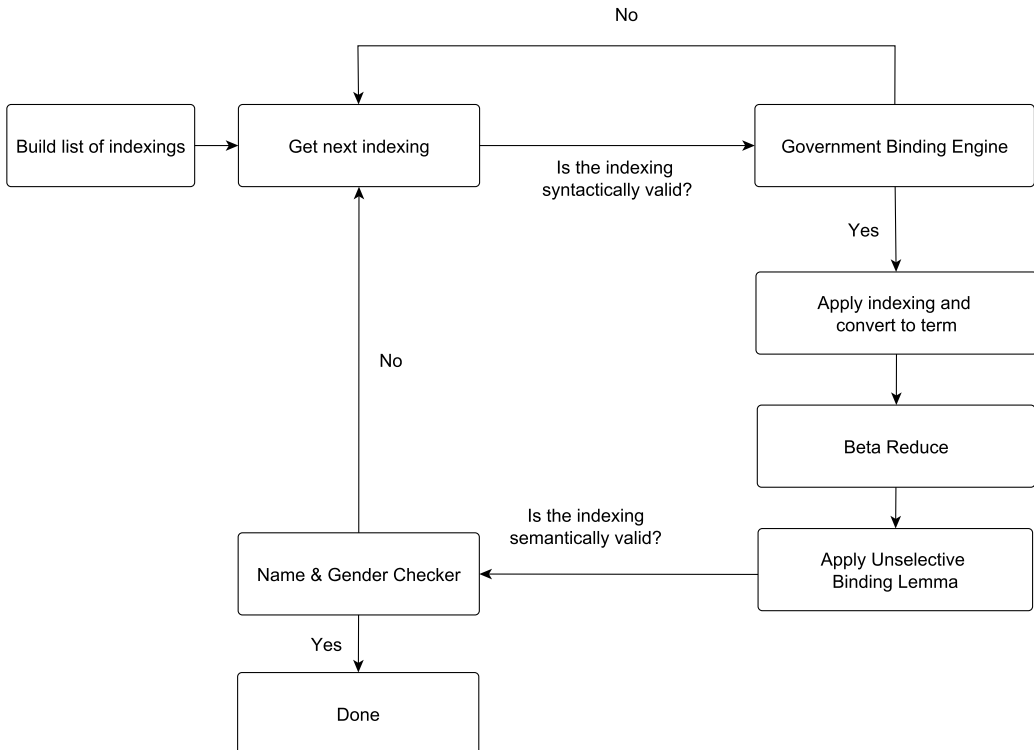 No
Build list of indexings
Get next indexing
Government Binding Engine
Is the indexing
syntactically valid?
Yes
Apply indexing and
convert to term
No
Beta Reduce
Is the indexing
semantically valid?
Apply Unselective
Binding Lemma
Name & Gender Checker
Yes
Done